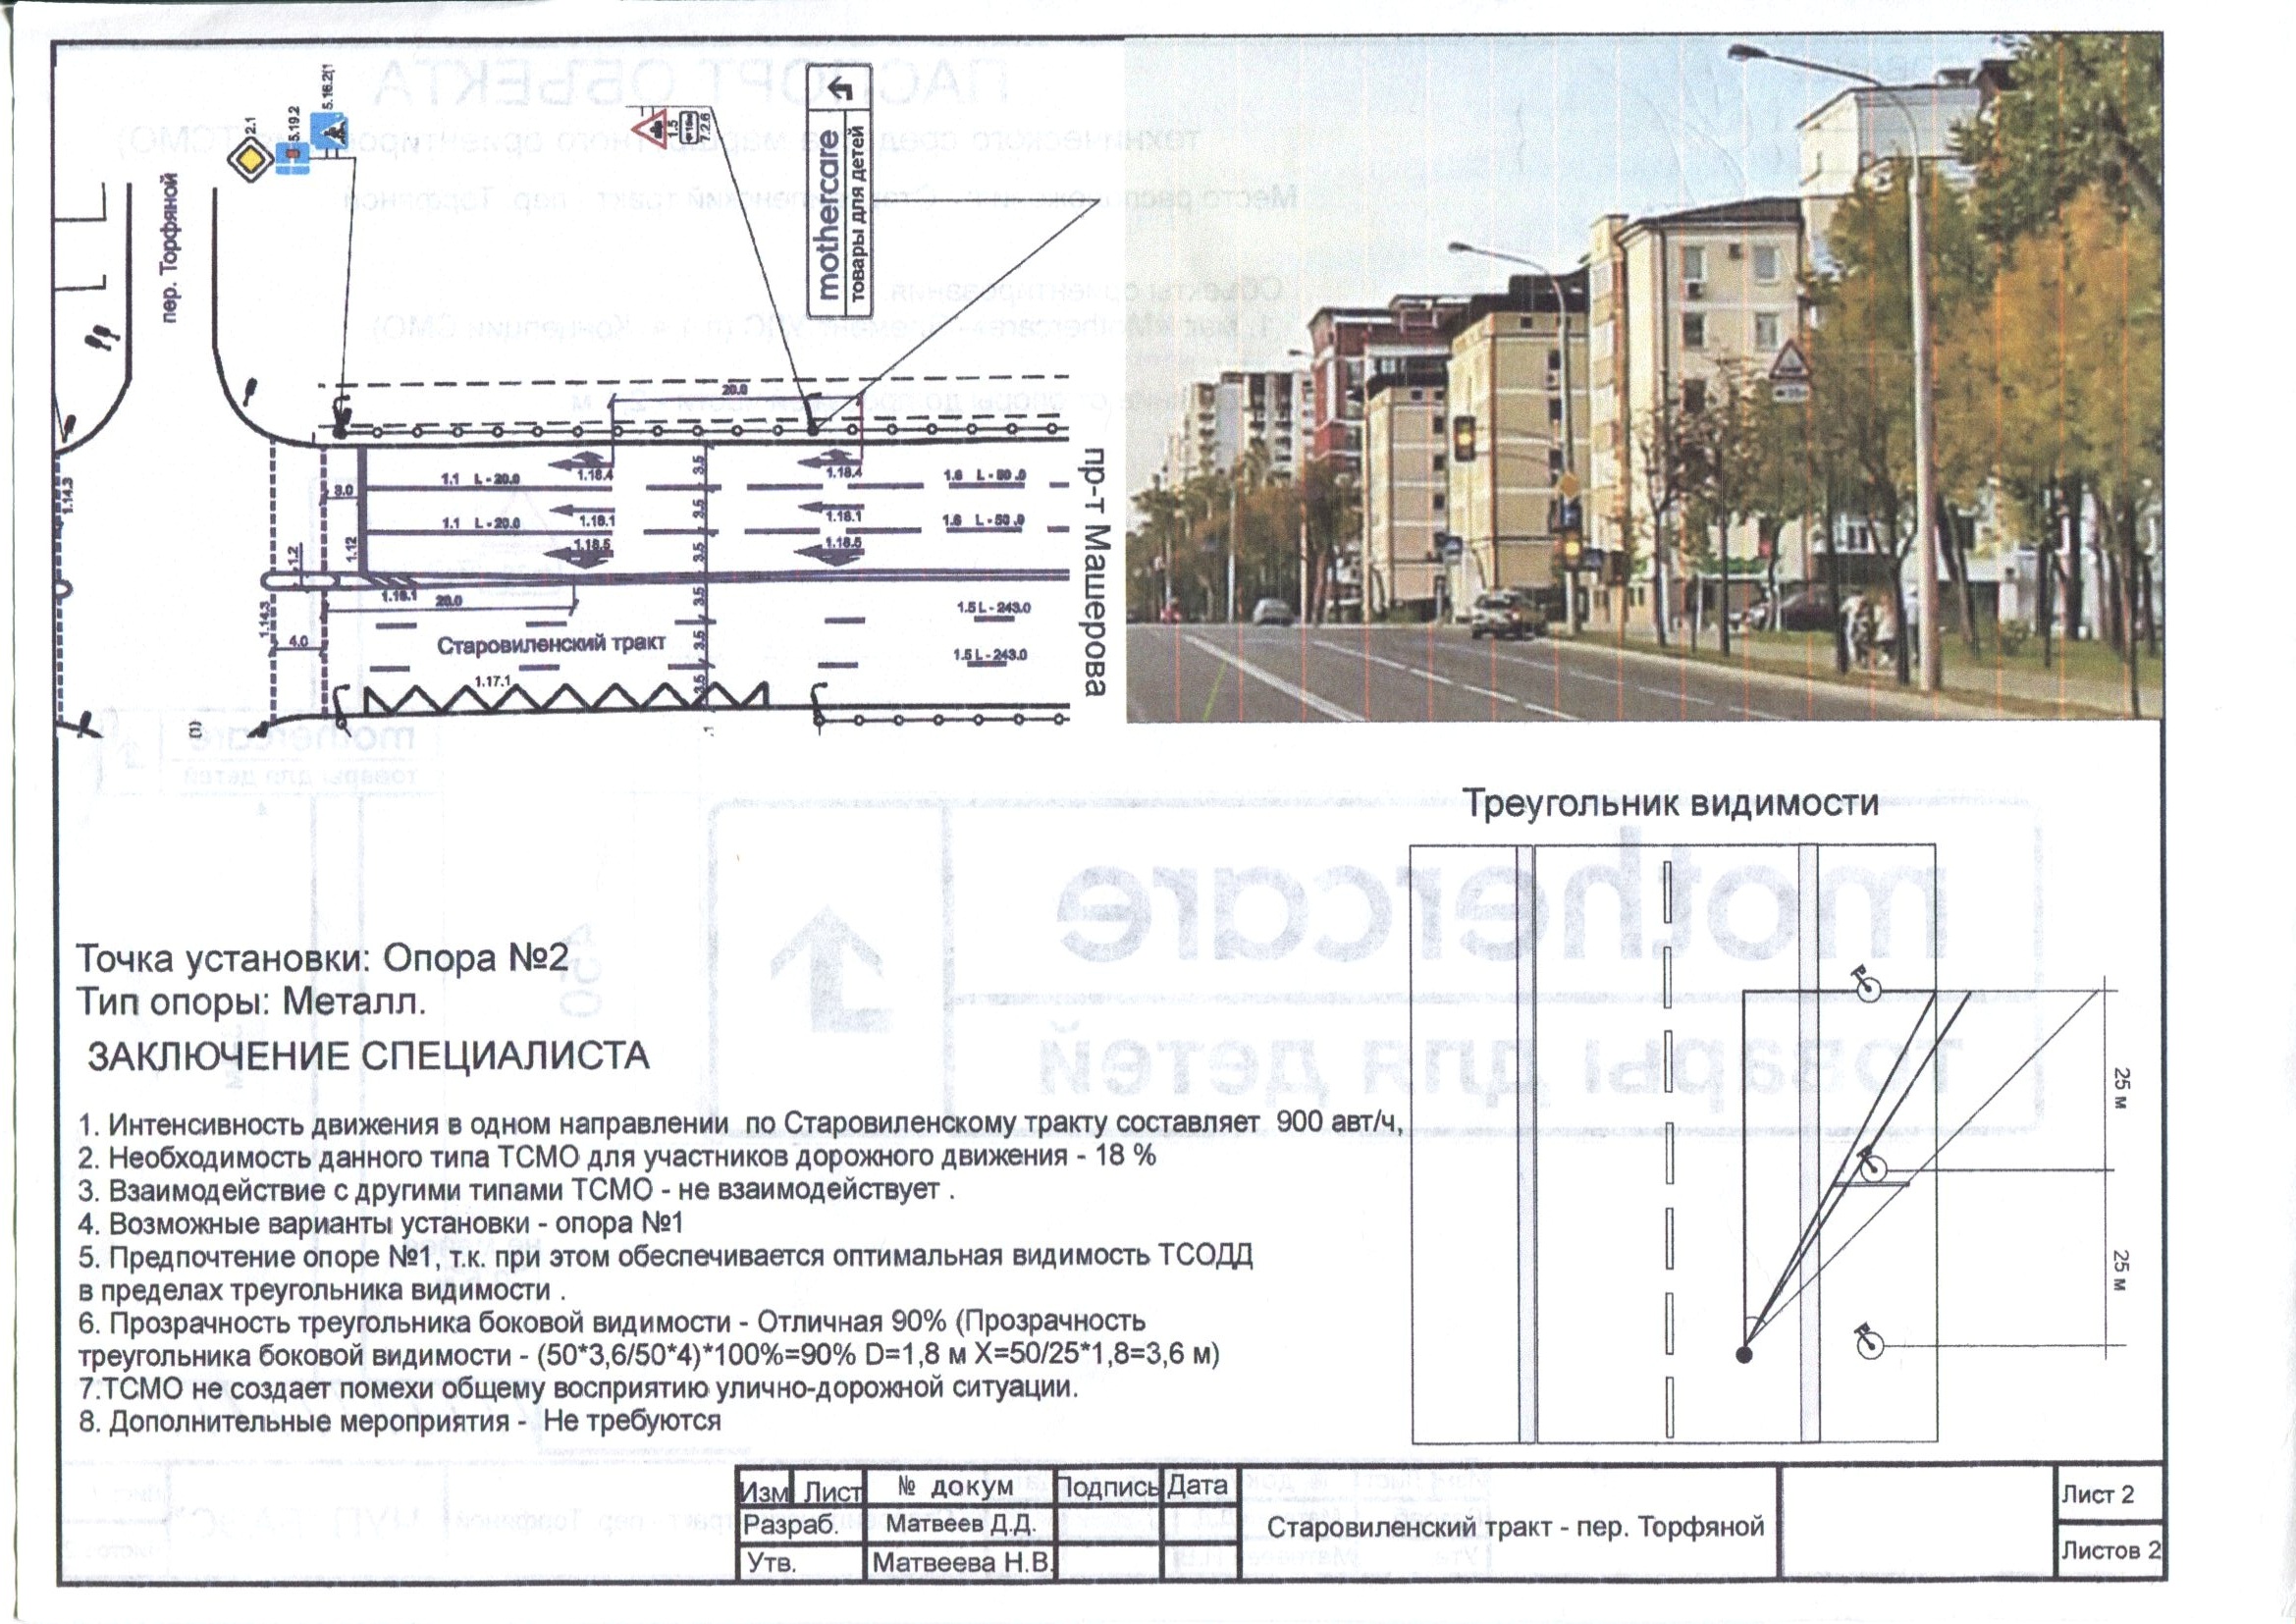 2.1
5.19.2
5.16.2(1
1.5
7.2.6
mothercare
товары для детей
пер. Торфяной
20.0
1.14.3
3.0
1.1 L - 20.0
1.18.4
3.5
1.18.4
1.6 L - 50 .0
1.1 L - 20.0
1.18.1
3.5
1.18.1
1.6 L - 50 .0
1.12
1.18.5
3.5
1.18.5
1.2
1.16.1
20.0
3.5
1.5 L - 243.0
1.14.3
4.0
Старовиленский тракт
3.5
1.5 L - 243.0
1.17.1
3.5
пр-т Машерова
Треугольник видимости
25 м
25 м
Точка установки: Опора №2
Тип опоры: Металл.
ЗАКЛЮЧЕНИЕ СПЕЦИАЛИСТА
1. Интенсивность движения в одном направлении по Старовиленскому тракту составляет 900 авт/ч,
2. Необходимость данного типа ТСМО для участников дорожного движения - 18 %
3. Взаимодействие с другими типами ТСМО - не взаимодействует .
4. Возможные варианты установки - опора №1
5. Предпочтение опоре №1, т.к. при этом обеспечивается оптимальная видимость ТСОДД
в пределах треугольника видимости .
6. Прозрачность треугольника боковой видимости - Отличная 90% (Прозрачность
треугольника боковой видимости - (50*3,6/50*4)*100%=90% D=1,8 м X=50/25*1,8=3,6 м)
7.ТСМО не создает помехи общему восприятию улично-дорожной ситуации.
8. Дополнительные мероприятия - Не требуются
Изм Лист № докум Подпись Дата
Разраб. Матвеев Д.Д.
Утв. Матвеева Н.В.
Старовиленский тракт - пер. Торфяной
Лист 2
Листов 2